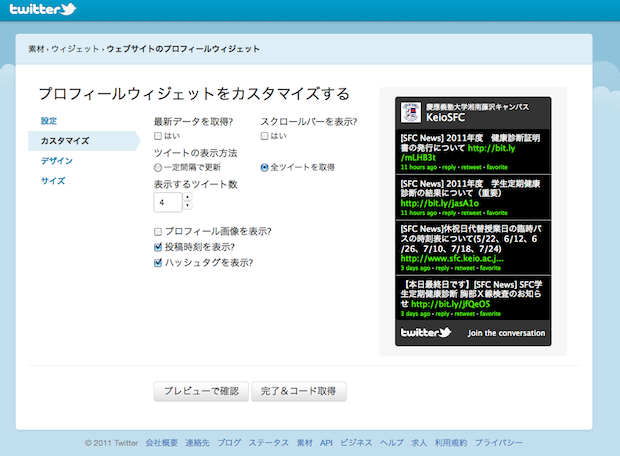 twitter
素材 › ウィジェット › ウェブサイトのプロフィールウィジェット
プロフィールウィジェットをカスタマイズする
設定
カスタマイズ
デザイン
サイズ
最新データを取得?
はい
スクロールバーを表示?
はい
ツイートの表示方法
一定間隔で更新
全ツイートを取得
表示するツイート数
4
プロフィール画像を表示?
投稿時刻を表示?
ハッシュタグを表示?
慶應義塾大学湘南藤沢キャンパス
KeioSFC
[SFC News] 2011年度　健康診断証明
書の発行について http://bit.ly
/mLHB3t
11 hours ago • reply • retweet • favorite
[SFC News] 2011年度　学生定期健康
診断の結果について（重要）
http://bit.ly/jasA1o
11 hours ago • reply • retweet • favorite
[SFC News]休祝日代替授業日の臨時バ
スの時刻表について(5/22、6/12、6
/26、7/10、7/18、7/24)
http://www.sfc.keio.ac.j...
3 days ago • reply • retweet • favorite
【本日最終日です】[SFC News] SFC学
生定期健康診断 胸部Ｘ線検査のお知ら
せ http://bit.ly/jfQeO5
3 days ago • reply • retweet • favorite
twitter
Join the conversation
プレビューで確認
完了＆コード取得
© 2011 Twitter 会社概要 連絡先 ブログ ステータス 素材 API ビジネス ヘルプ 求人 利用規約 プライバシー